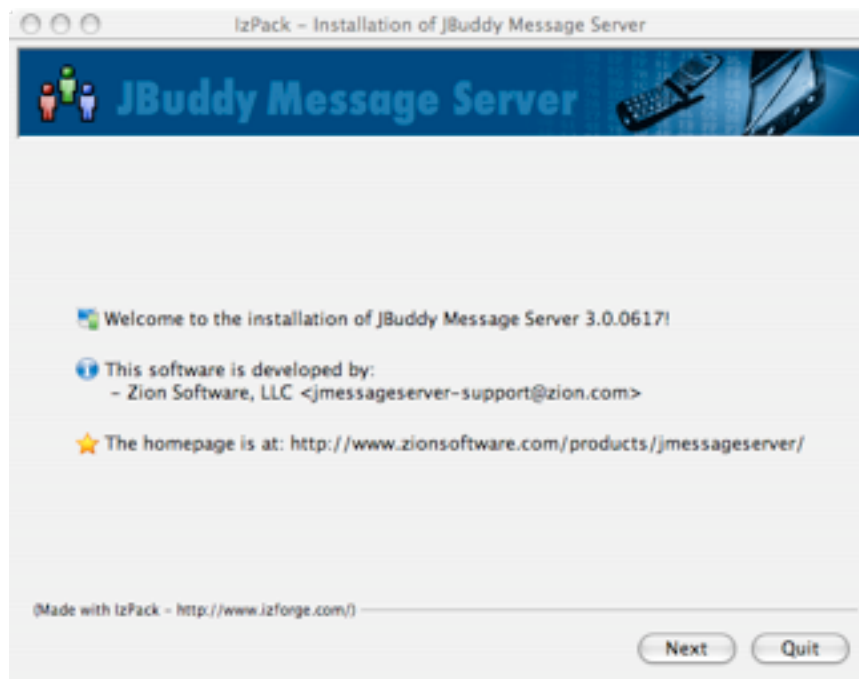 IzPack – Installation of JBuddy Message Server
JBuddy Message Server
Welcome to the installation of JBuddy Message Server 3.0.0617!
This software is developed by:
– Zion Software, LLC <jmessageserver-support@zion.com>
The homepage is at: http://www.zionsoftware.com/products/jmessageserver/
(Made with IzPack – http://www.izforge.com/)
Next Quit